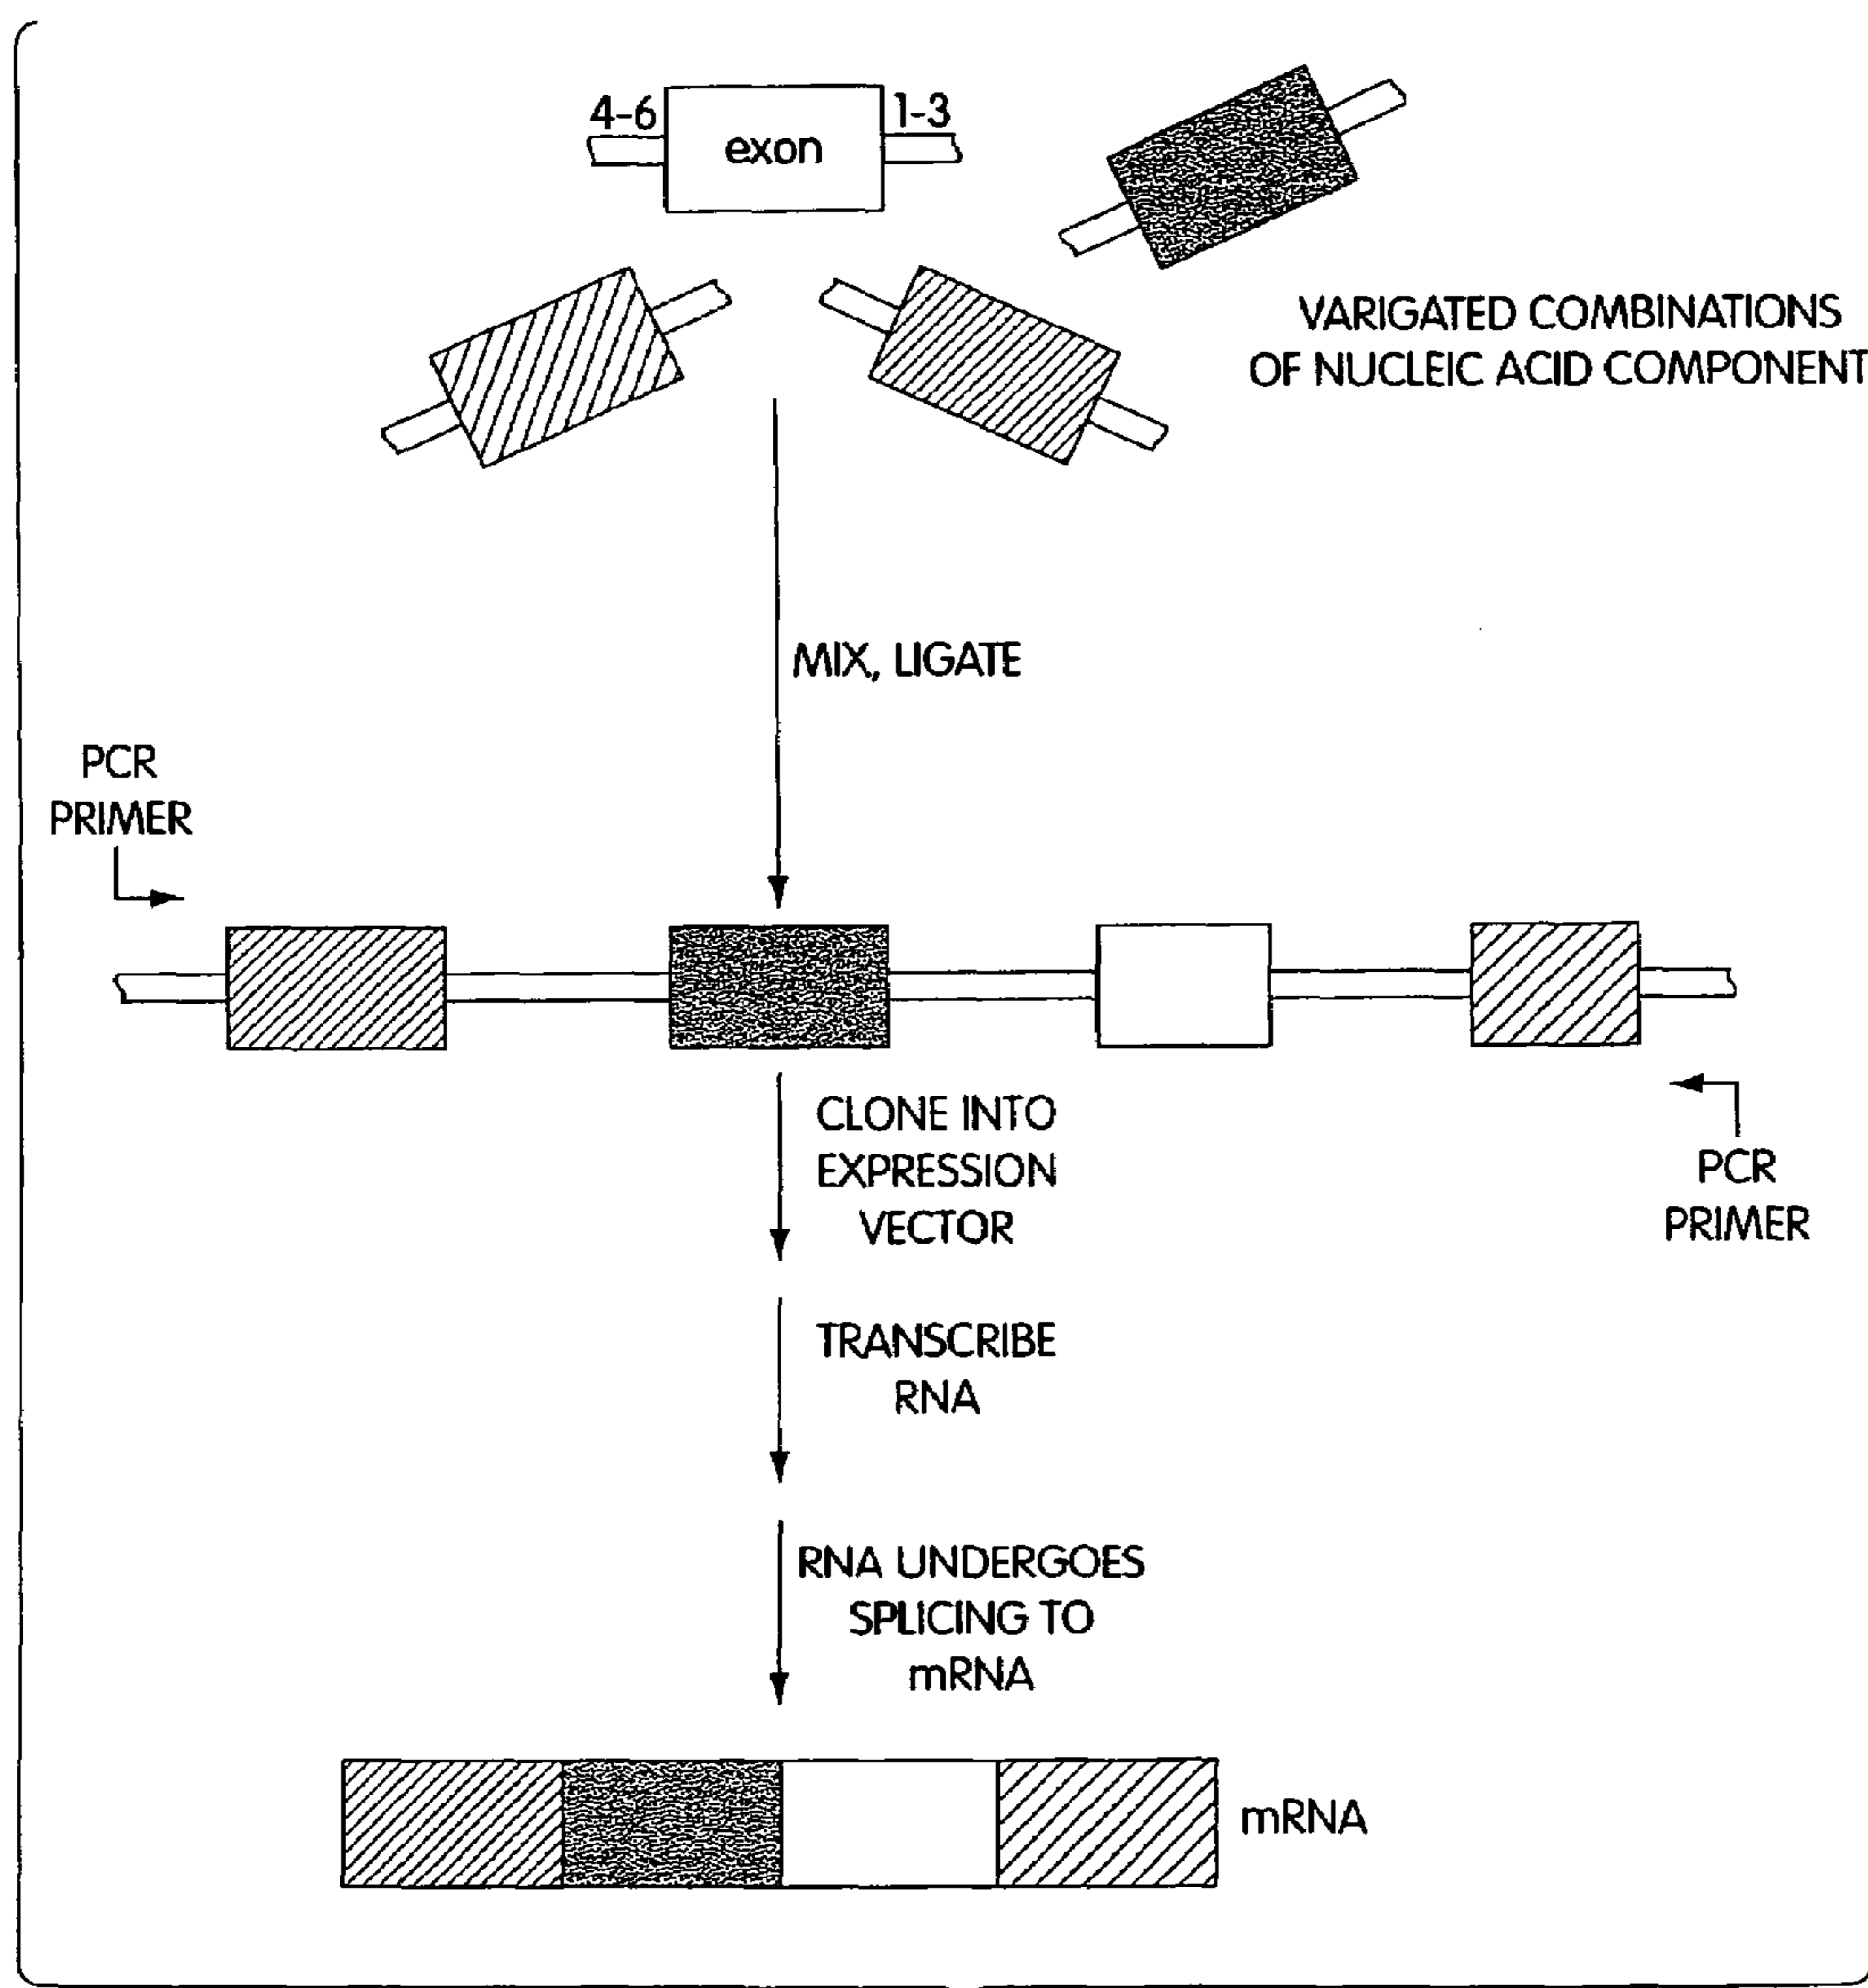 4-6
exon
1-3
VARIGATED COMBINATIONS
OF NUCLEIC ACID COMPONENT
MIX, LIGATE
PCR
PRIMER
CLONE INTO
EXPRESSION
VECTOR
PCR
PRIMER
TRANSCRIBE
RNA
RNA UNDERGOES
SPLICING TO
mRNA
mRNA